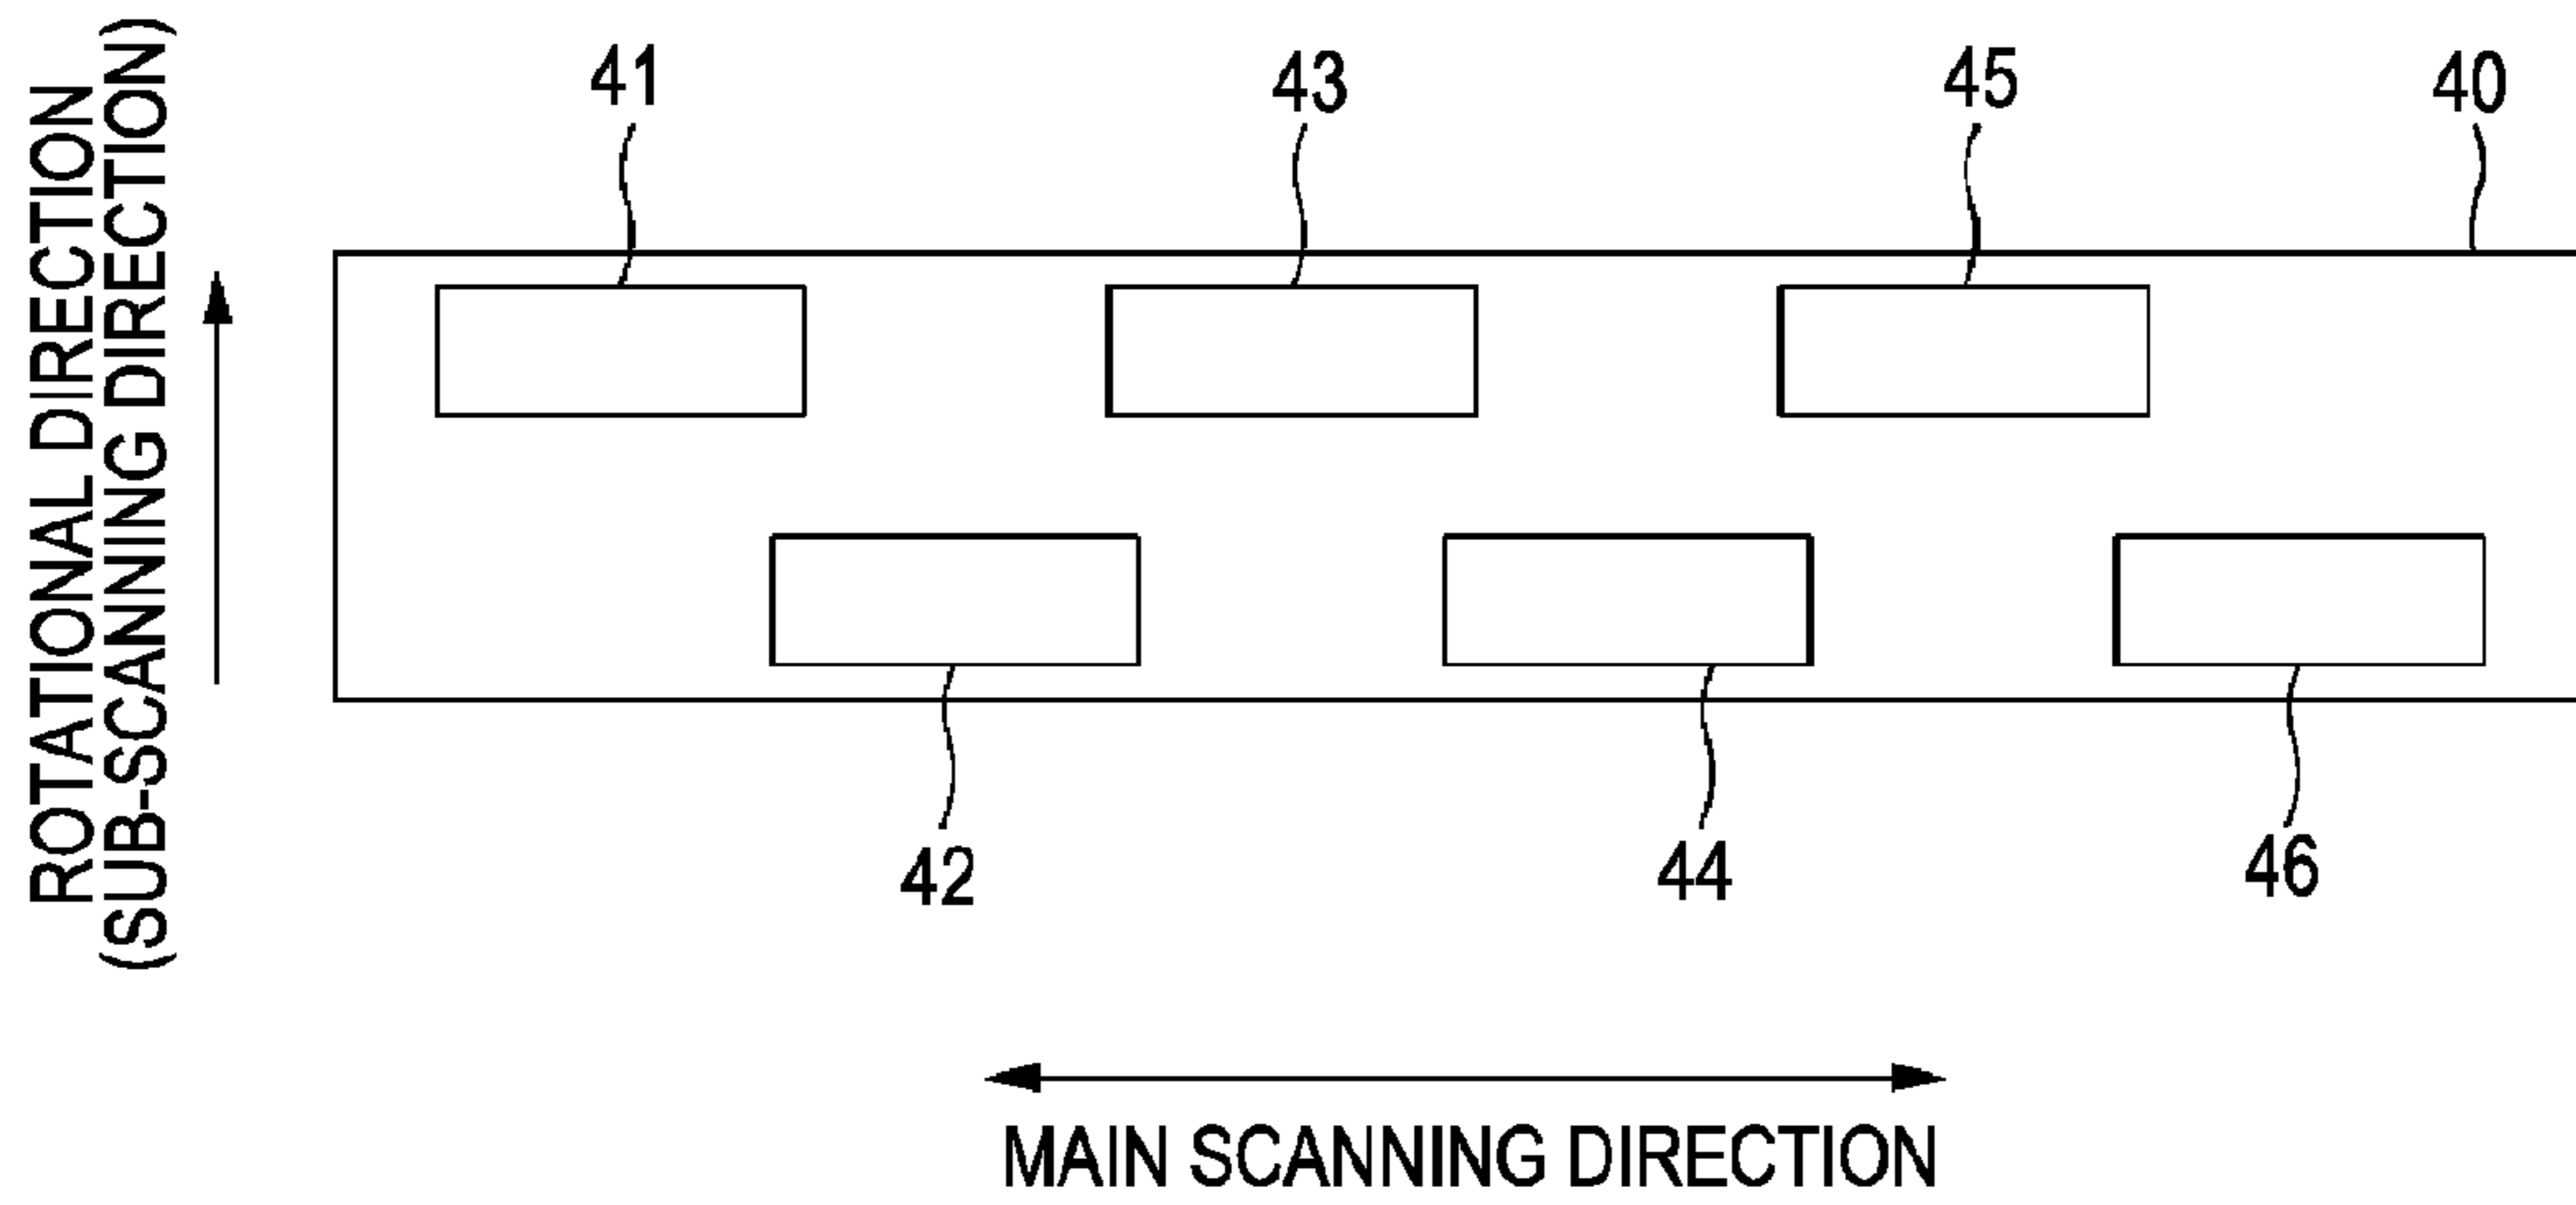 ROTATIONAL DIRECTION
(SUB-SCANNING DIRECTION)
41
43
45
40
42
44
46
MAIN SCANNING DIRECTION